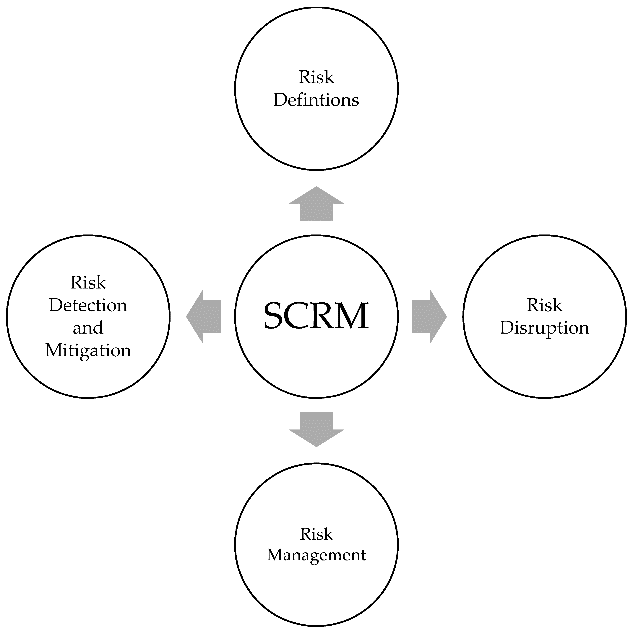 Risk
Defintions
Risk
Detection
and
Mitigation
SCRM
Risk
Disruption
Risk
Management